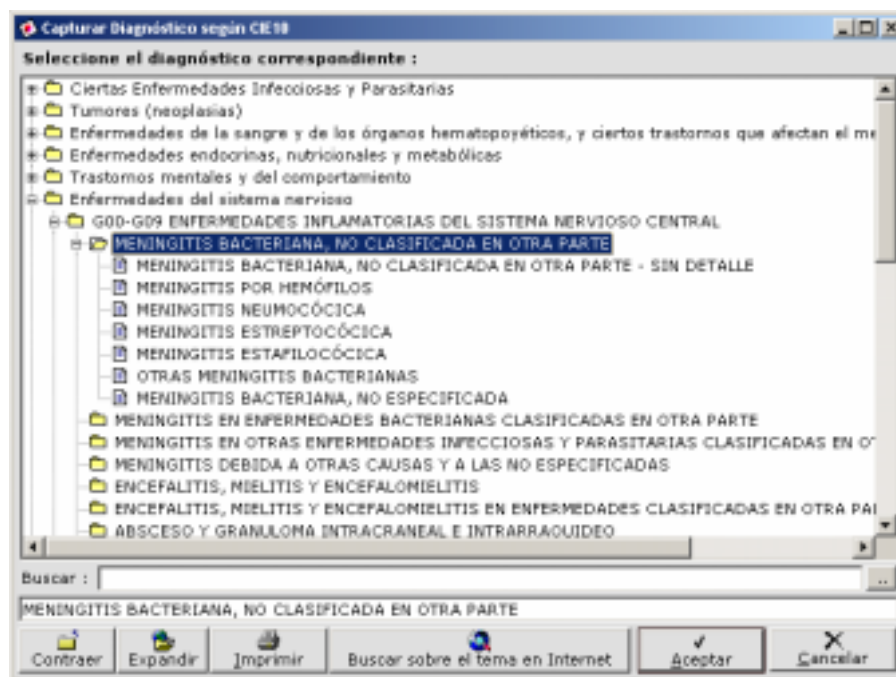 Capturar Diagnóstico según CIE10
Seleccione el diagnóstico correspondiente :
Ciertas Enfermedades Infecciosas y Parasitarias
Tumores (neoplasias)
Enfermedades de la sangre y de los órganos hematopoyéticos, y ciertos trastornos que afectan el me
Enfermedades endocrinas, nutricionales y metabólicas
Trastornos mentales y del comportamiento
Enfermedades del sistema nervioso
G00-G09 ENFERMEDADES INFLAMATORIAS DEL SISTEMA NERVIOSO CENTRAL
MENINGITIS BACTERIANA, NO CLASIFICADA EN OTRA PARTE
MENINGITIS BACTERIANA, NO CLASIFICADA EN OTRA PARTE - SIN DETALLE
MENINGITIS POR HEMÓFILOS
MENINGITIS NEUMOCÓCICA
MENINGITIS ESTREPTOCÓCICA
MENINGITIS ESTAFILOCÓCICA
OTRAS MENINGITIS BACTERIANAS
MENINGITIS BACTERIANA, NO ESPECIFICADA
MENINGITIS EN ENFERMEDADES BACTERIANAS CLASIFICADAS EN OTRA PARTE
MENINGITIS EN OTRAS ENFERMEDADES INFECCIOSAS Y PARASITARIAS CLASIFICADAS EN OT
MENINGITIS DEBIDA A OTRAS CAUSAS Y A LAS NO ESPECIFICADAS
ENCEFALITIS, MIELITIS Y ENCEFALOMIELITIS
ENCEFALITIS, MIELITIS Y ENCEFALOMIELITIS EN ENFERMEDADES CLASIFICADAS EN OTRA PAR
ABSCESO Y GRANULOMA INTRACRANEAL E INTRARRAQUIDEO
Buscar :
..
MENINGITIS BACTERIANA, NO CLASIFICADA EN OTRA PARTE
Contraer Expandir Imprimir Buscar sobre el tema en Internet Aceptar Cancelar